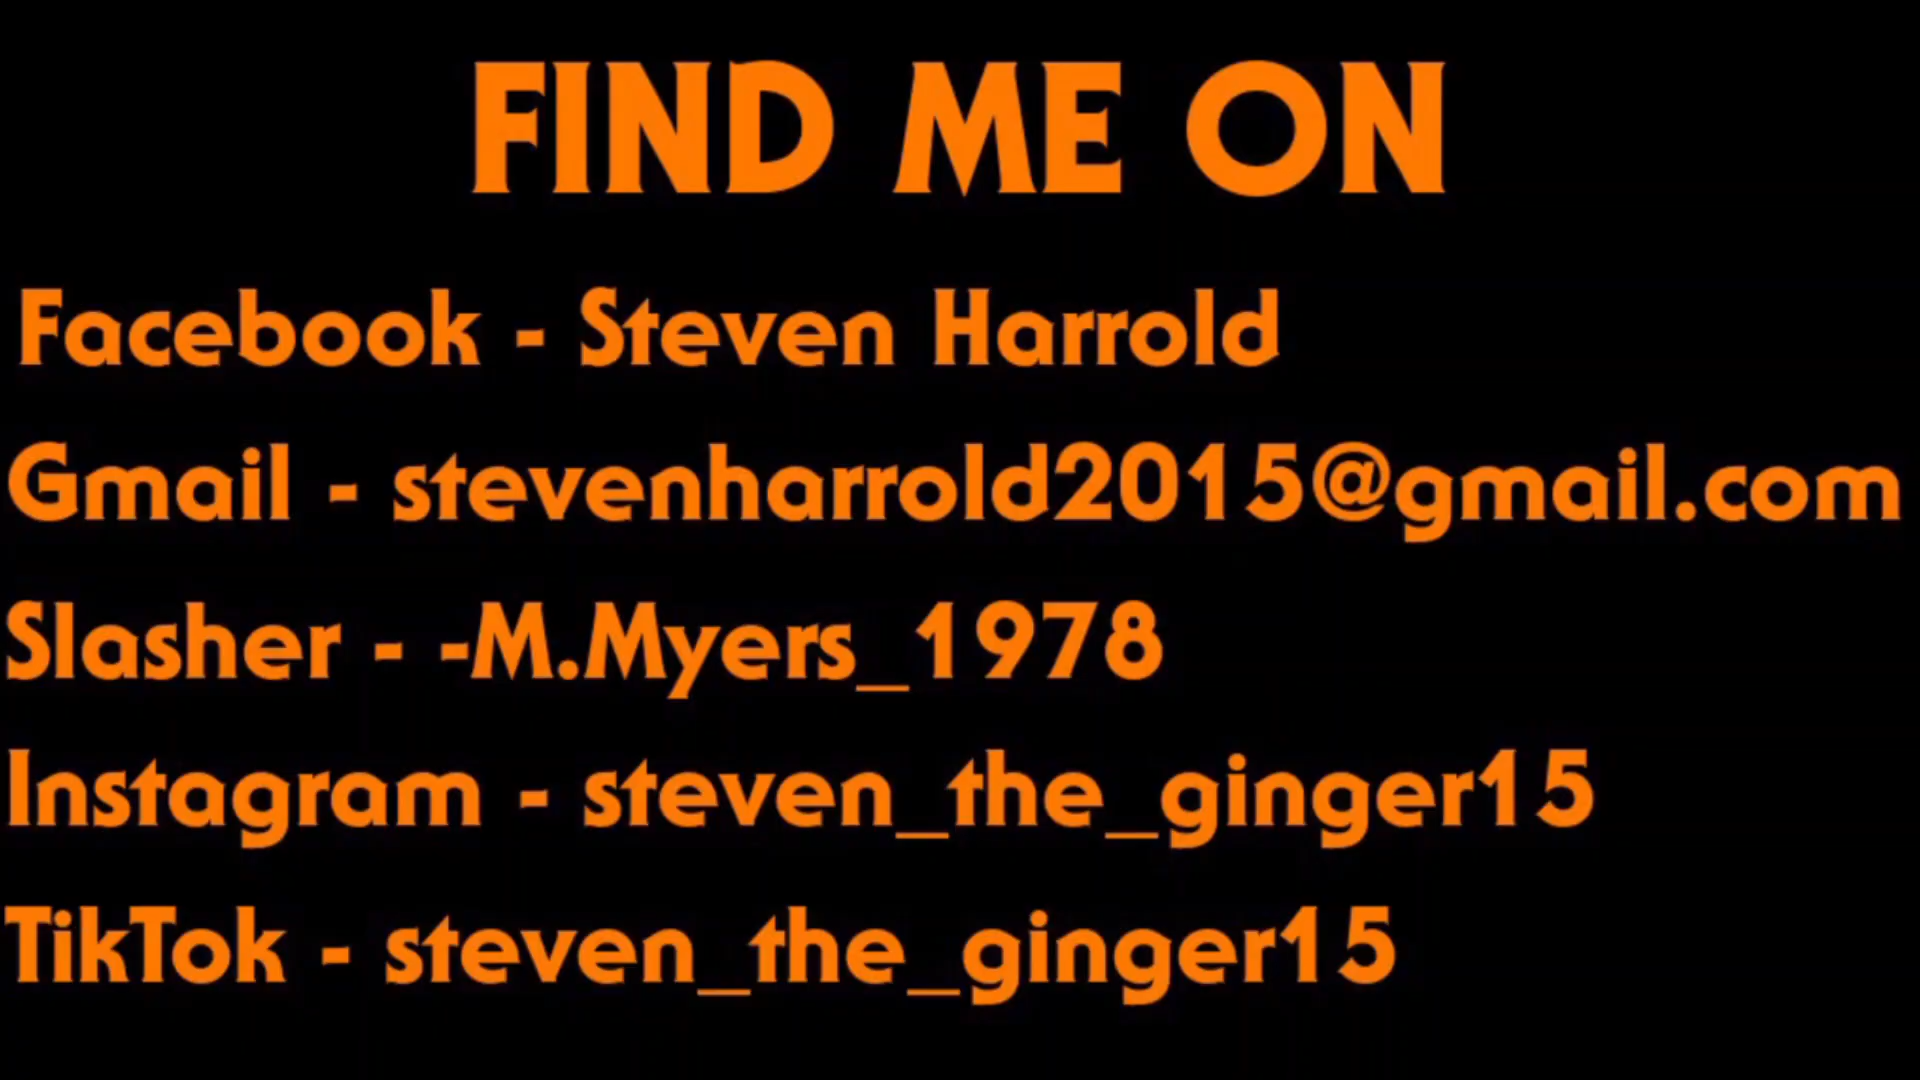 FIND ME ON
Facebook - Steven Harrold
Gmail - stevenharrold2015@gmail.com
Slasher - -M.Myers_1978
Instagram - steven_the_ginger15
TikTok - steven_the_ginger15